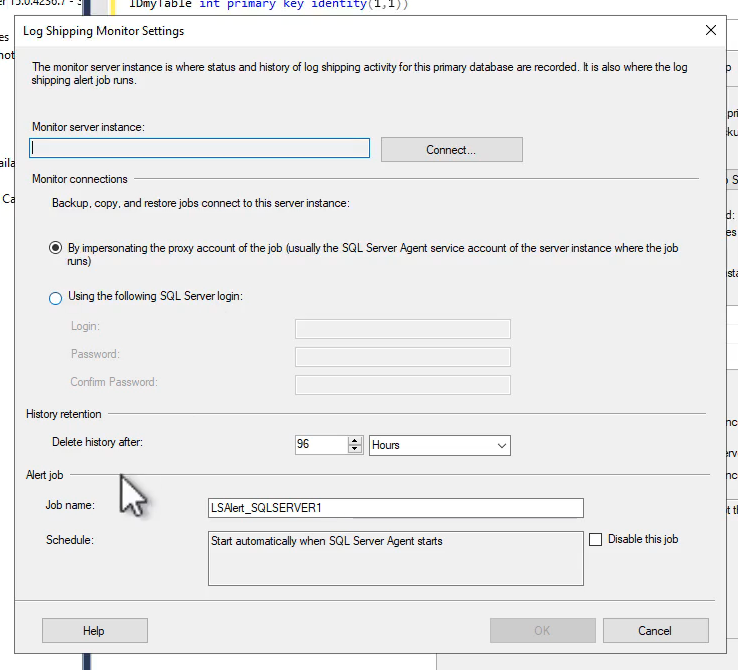 er 15.0.4236.7 -
IDmyTable int primary key identity(1,1))
Log Shipping Monitor Settings
The monitor server instance is where status and history of log shipping activity for this primary database are recorded. It is also where the log
shipping alert job runs.
Monitor server instance:
Connect...
Monitor connections
Backup, copy, and restore jobs connect to this server instance:
By impersonating the proxy account of the job (usually the SQL Server Agent service account of the server instance where the job
runs)
Using the following SQL Server login:
Login:
Password:
Confirm Password:
History retention
Delete history after:
96
Hours
Alert job
Job name:
LSAlert_SQLSERVER1
Schedule:
Start automatically when SQL Server Agent starts
Disable this job
Help
OK
Cancel